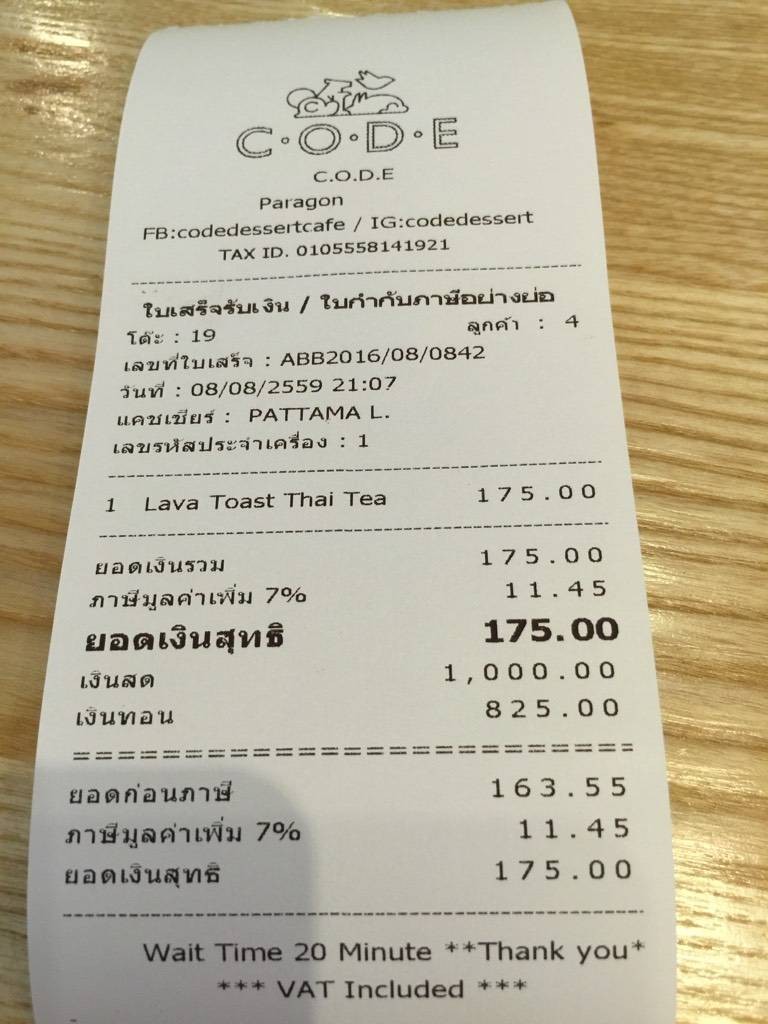 C·O·D·E
C.O.D.E
Paragon
FB:codedessertcafe / IG:codedessert
TAX ID. 0105558141921
ใบเสร็จรับเงิน / ใบกำกับภาษีอย่างย่อ
โต๊ะ : 19 ลูกค้า : 4
เลขที่ใบเสร็จ : ABB2016/08/0842
วันที่ : 08/08/2559 21:07
แคชเชียร์ : PATTAMA L.
เลขรหัสประจำเครื่อง : 1
1 Lava Toast Thai Tea 175.00
ยอดเงินรวม 175.00
ภาษีมูลค่าเพิ่ม 7% 11.45
ยอดเงินสุทธิ 175.00
เงินสด 1,000.00
เงินทอน 825.00
ยอดก่อนภาษี 163.55
ภาษีมูลค่าเพิ่ม 7% 11.45
ยอดเงินสุทธิ 175.00
Wait Time 20 Minute **Thank you*
*** VAT Included ***